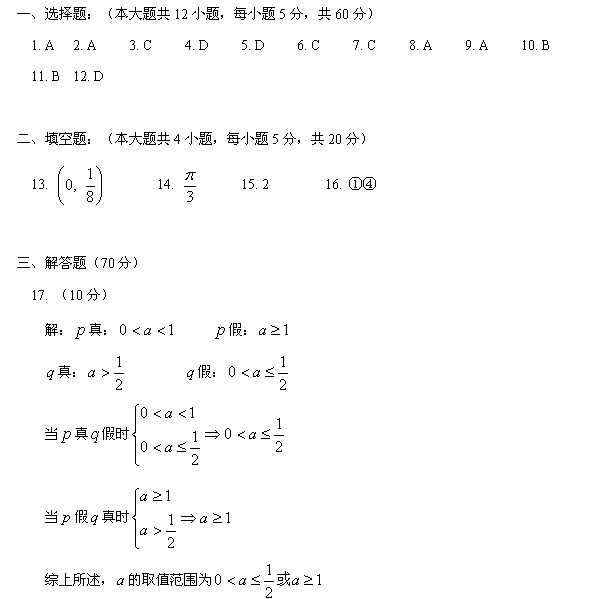 一、选择题：（本大题共12小题，每小题5分，共60分）
1. A 2. A 3. C 4. D 5. D 6. C 7. C 8. A 9. A 10. B
11. B 12. D
二、填空题：（本大题共4小题，每小题5分，共20分）
13. (0, 1/8) 14. π/3 15. 2 16. ①④
三、解答题（70分）
17. （10分）
解：p真：0<a<1 p假：a≥1
q真：a>1/2 q假：0<a≤1/2
当p真q假时{0<a<1 0<a≤1/2 ⇒0<a≤1/2
当p假q真时{a≥1 a>1/2 ⇒a≥1
综上所述，a的取值范围为0<a≤1/2或a≥1